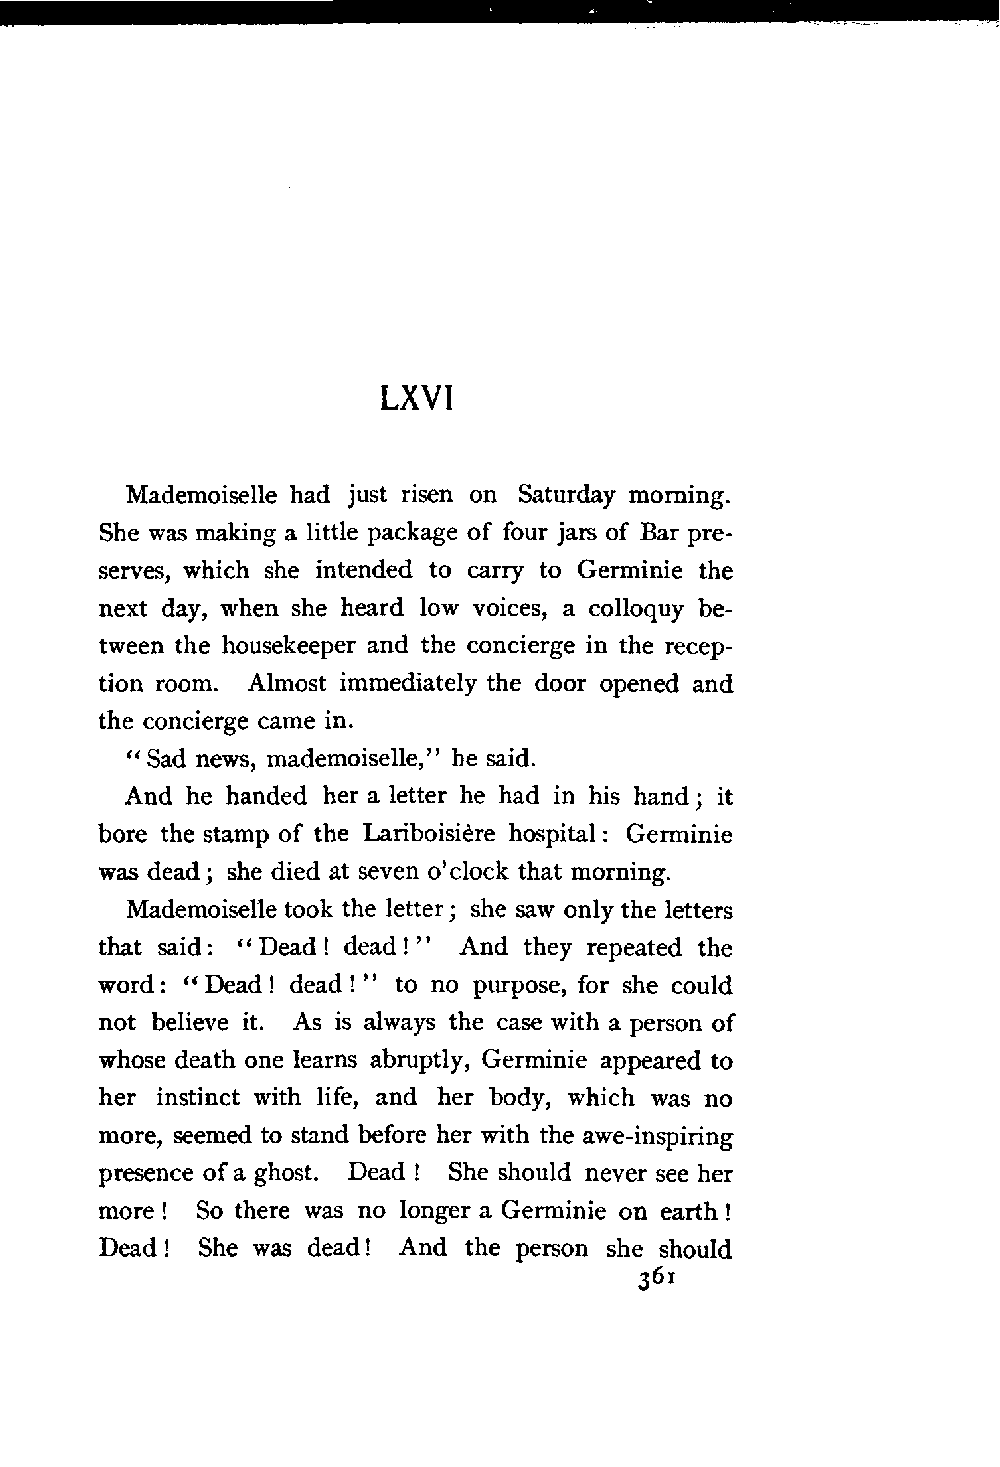 LXVI
Mademoiselle had just risen on Saturday morning.
She was making a little package of four jars of Bar pre-
serves, which she intended to carry to Germinie the
next day, when she heard low voices, a colloquy be-
tween the housekeeper and the concierge in the recep-
tion room. Almost immediately the door opened and
the concierge came in.
“Sad news, mademoiselle,” he said.
And he handed her a letter he had in his hand; it
bore the stamp of the Lariboisière hospital: Germinie
was dead; she died at seven o'clock that morning.
Mademoiselle took the letter; she saw only the letters
that said: “Dead! dead!” And they repeated the
word: “Dead! dead!” to no purpose, for she could
not believe it. As is always the case with a person of
whose death one learns abruptly, Germinie appeared to
her instinct with life, and her body, which was no
more, seemed to stand before her with the awe-inspiring
presence of a ghost. Dead! She should never see her
more! So there was no longer a Germinie on earth!
Dead! She was dead! And the person she should
361